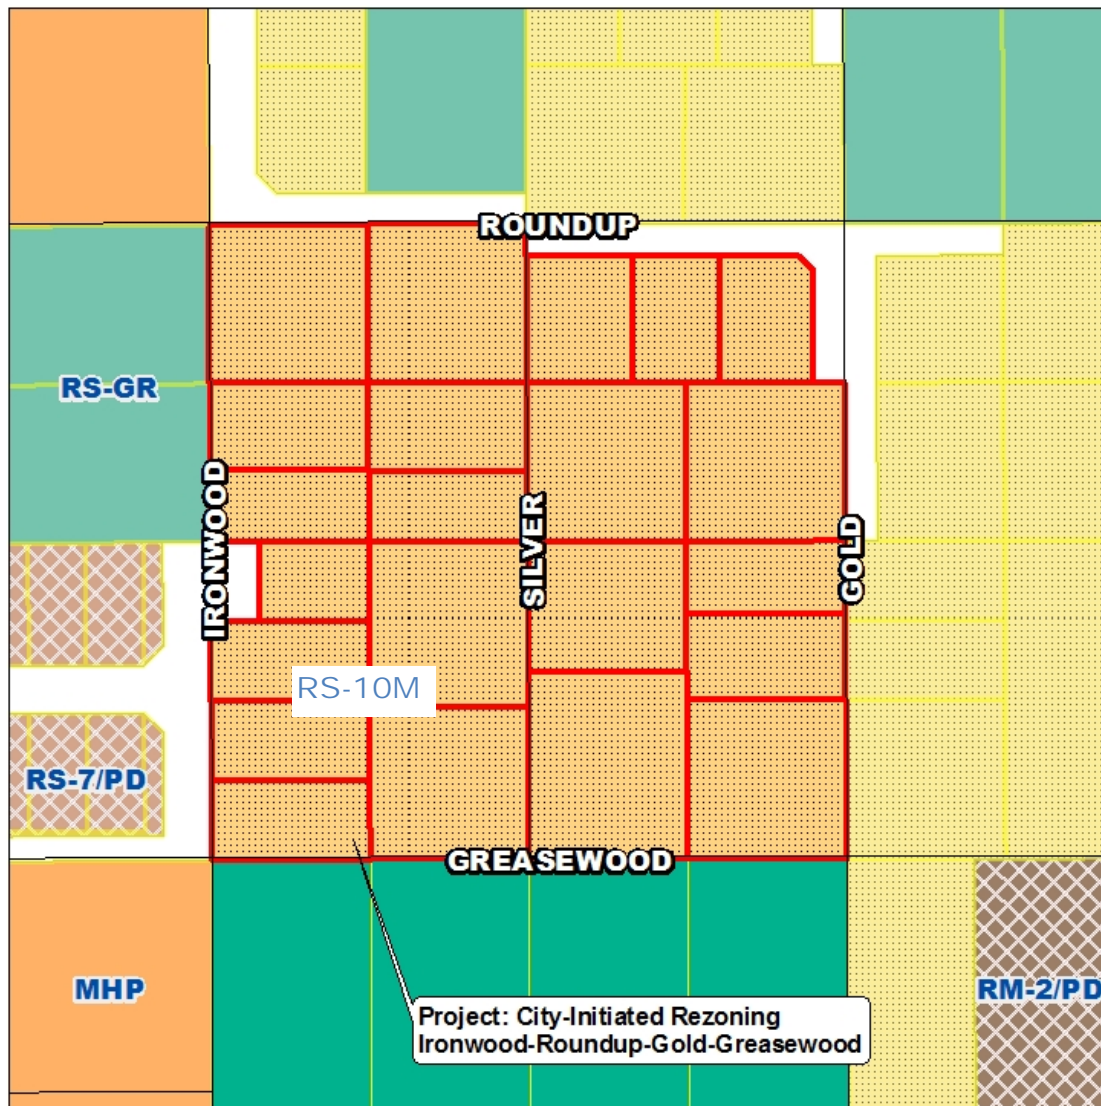 ROUNDUP
RS-GR
IRONWOOD
SILVER
GOLD
RS-10M
RS-7/PD
GREASEWOOD
MHP
RM-2/PD
Project: City-Initiated Rezoning
Ironwood-Roundup-Gold-Greasewood